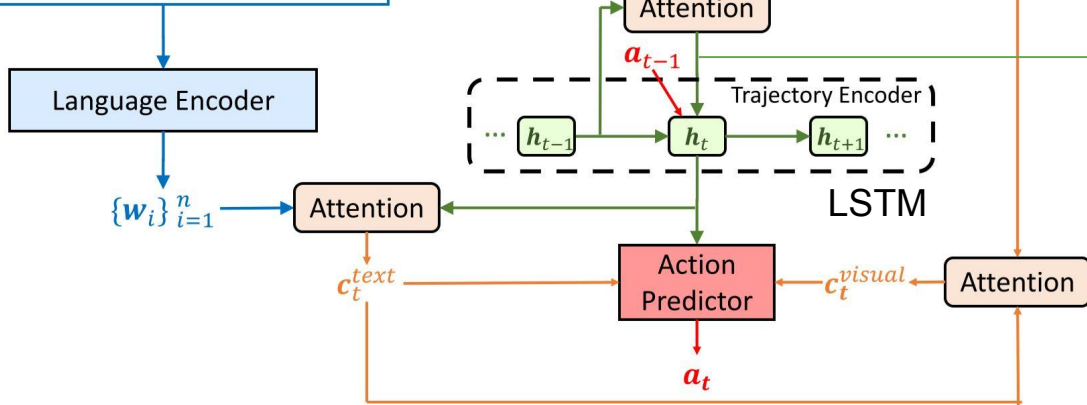 Attention
a_{t-1}
Trajectory Encoder
Language Encoder
... h_{t-1} h_t h_{t+1} ...
LSTM
{w_i}_{i=1}^{n} Attention
Action
Predictor
c_t^{text} c_t^{visual} Attention
a_t